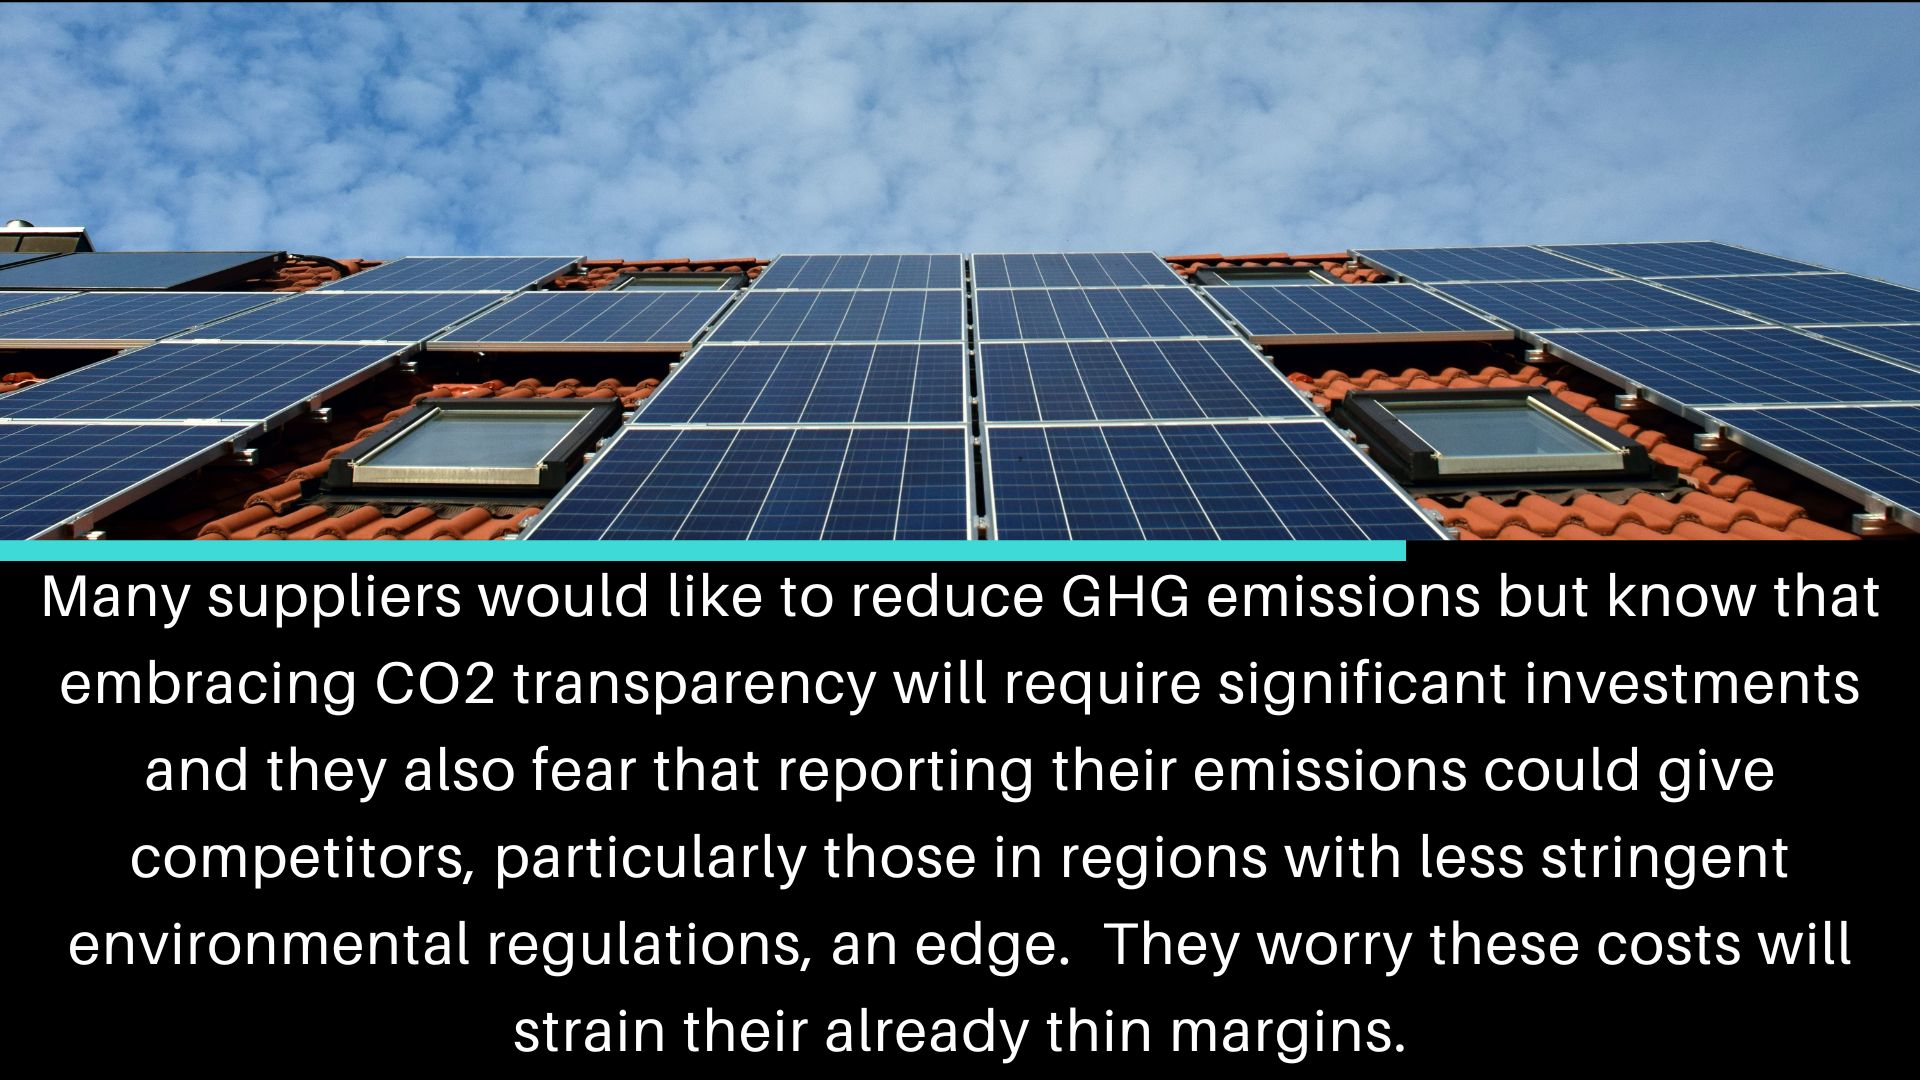 Many suppliers would like to reduce GHG emissions but know that
embracing CO2 transparency will require significant investments
and they also fear that reporting their emissions could give
competitors, particularly those in regions with less stringent
environmental regulations, an edge.  They worry these costs will
strain their already thin margins.